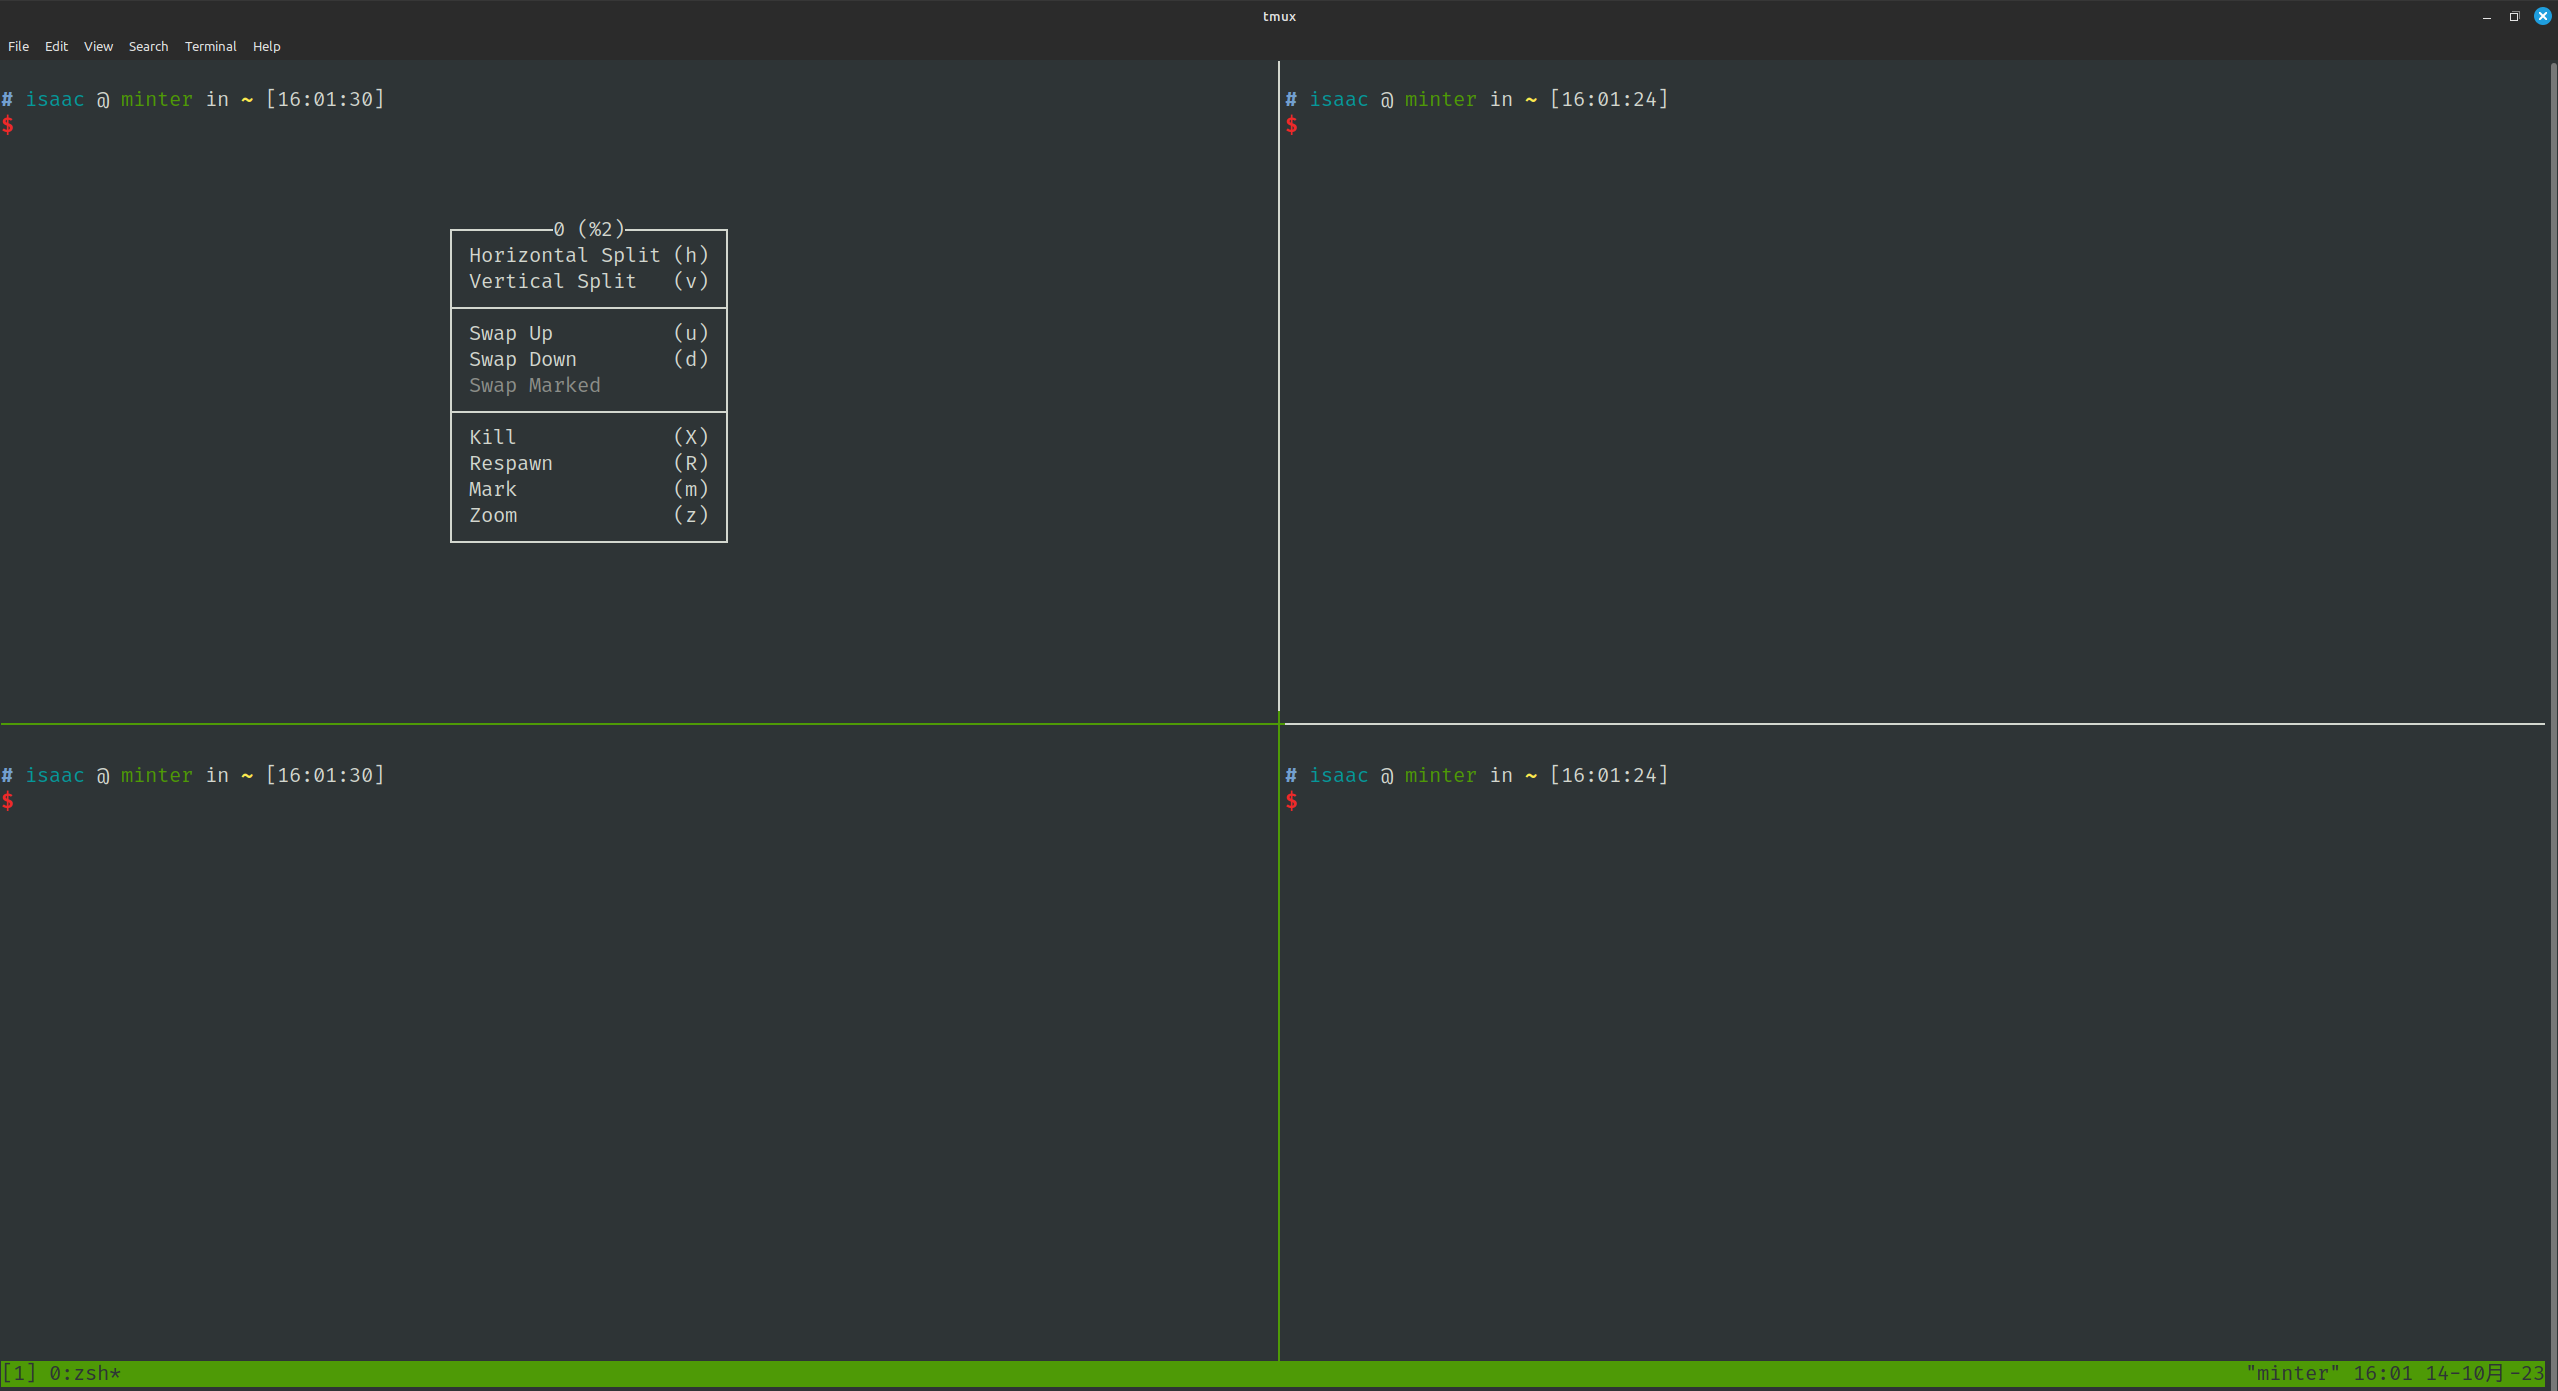 tmux
File Edit View Search Terminal Help
# isaac @ minter in ~ [16:01:30]
$
0 (%2)
Horizontal Split (h)
Vertical Split (v)
Swap Up (u)
Swap Down (d)
Swap Marked
Kill (X)
Respawn (R)
Mark (m)
Zoom (z)
# isaac @ minter in ~ [16:01:24]
$
# isaac @ minter in ~ [16:01:30]
$
# isaac @ minter in ~ [16:01:24]
$
[1] 0:zsh* "minter" 16:01 14-10月-23